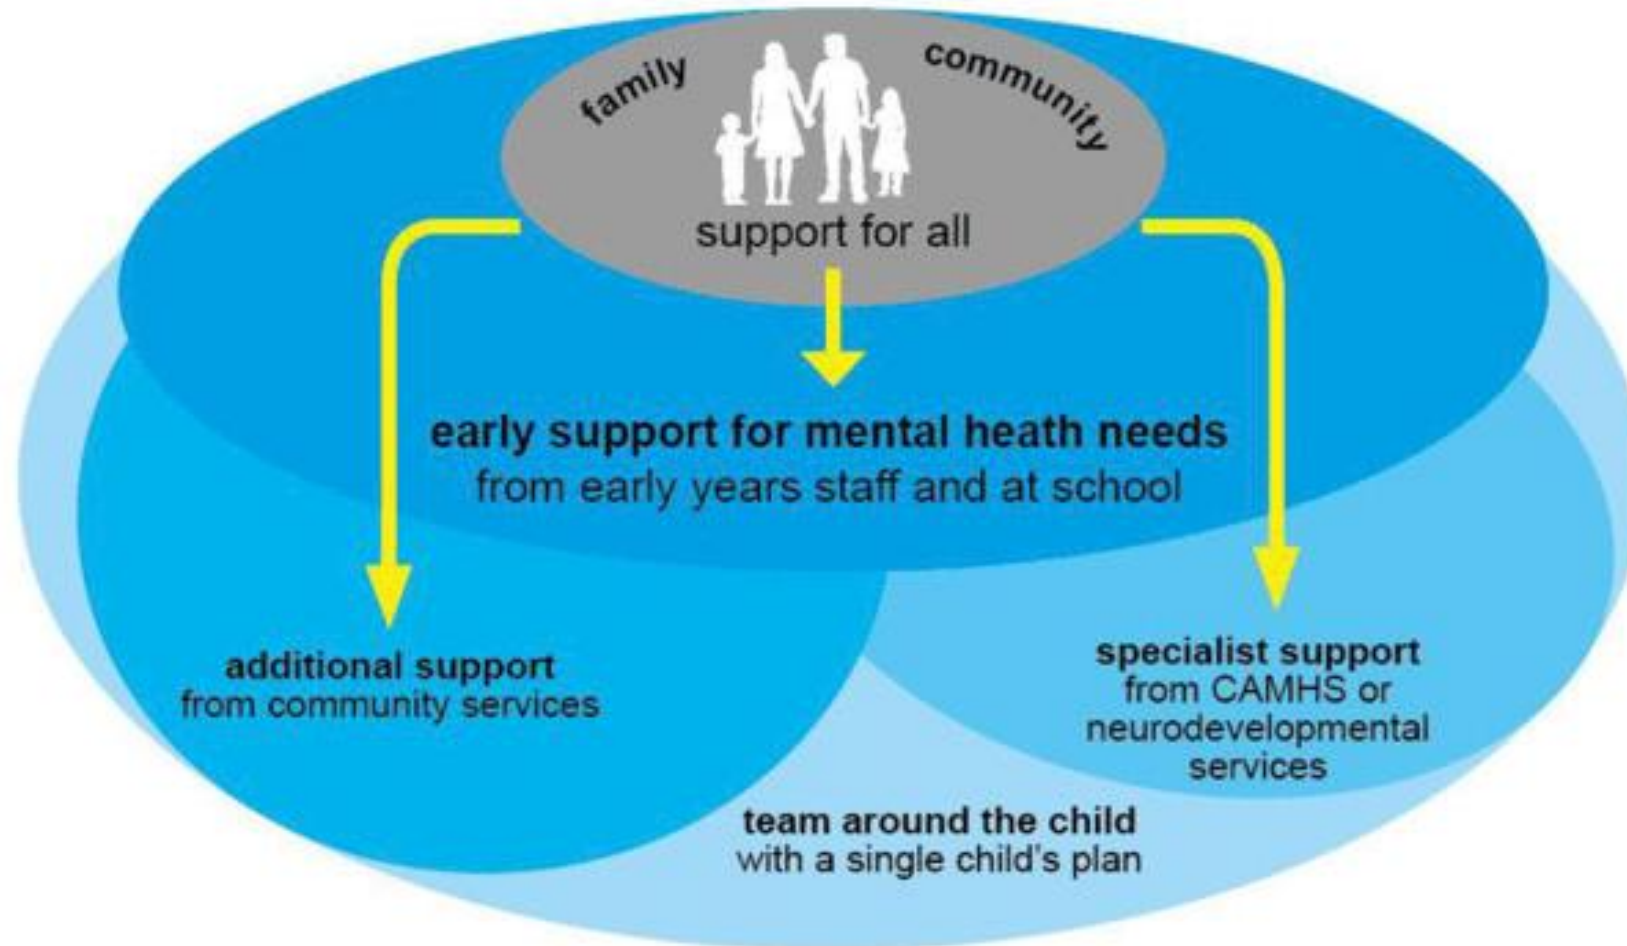 family
community
support for all
early support for mental heath needs
from early years staff and at school
additional support
from community services
specialist support
from CAMHS or
neurodevelopmental
services
team around the child
with a single child's plan